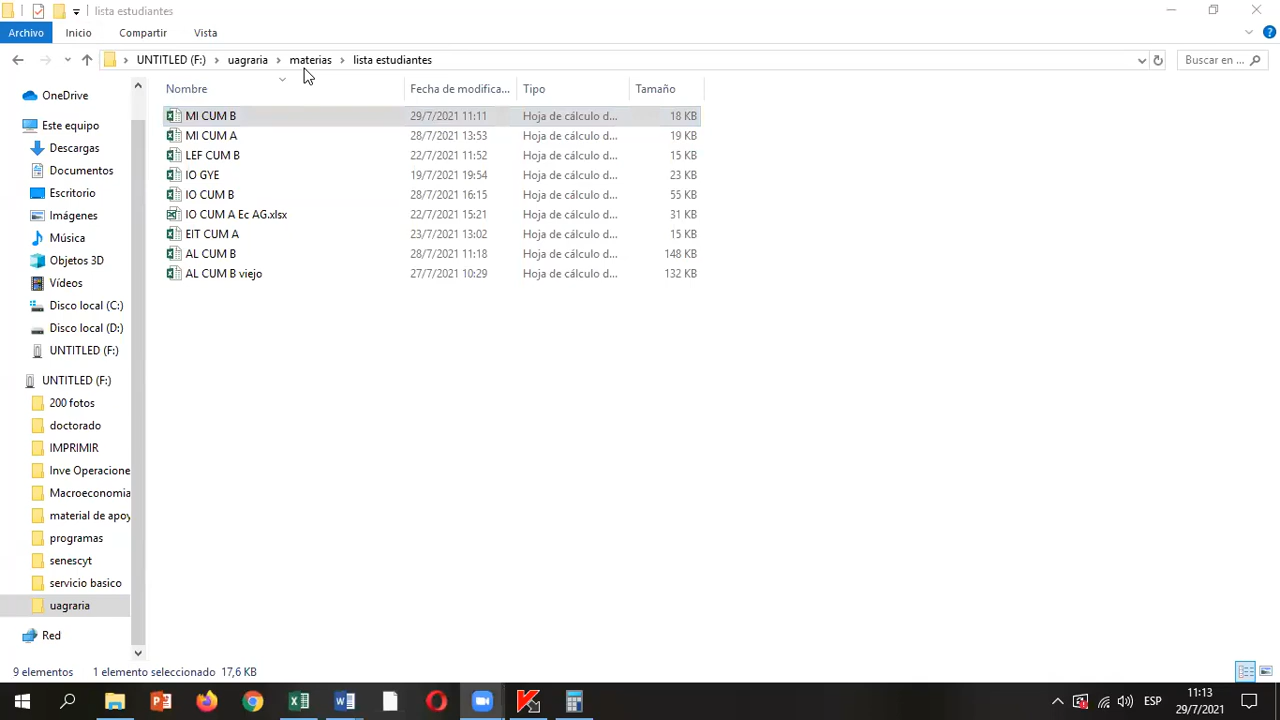 lista estudiantes
Archivo Inicio Compartir Vista
UNTITLED (F:) uagraria materias lista estudiantes Buscar en ...
Nombre Fecha de modifica... Tipo Tamaño
MI CUM B 29/7/2021 11:11 Hoja de cálculo d... 18 KB
MI CUM A 28/7/2021 13:53 Hoja de cálculo d... 19 KB
LEF CUM B 22/7/2021 11:52 Hoja de cálculo d... 15 KB
IO GYE 19/7/2021 19:54 Hoja de cálculo d... 23 KB
IO CUM B 28/7/2021 16:15 Hoja de cálculo d... 55 KB
IO CUM A Ec AG.xlsx 22/7/2021 15:21 Hoja de cálculo d... 31 KB
EIT CUM A 23/7/2021 13:02 Hoja de cálculo d... 15 KB
AL CUM B 28/7/2021 11:18 Hoja de cálculo d... 148 KB
AL CUM B viejo 27/7/2021 10:29 Hoja de cálculo d... 132 KB
OneDrive
Este equipo
Descargas
Documentos
Escritorio
Imágenes
Música
Objetos 3D
Vídeos
Disco local (C:)
Disco local (D:)
UNTITLED (F:)
UNTITLED (F:)
200 fotos
doctorado
IMPRIMIR
Inve Operacione
Macroeconomia
material de apoy
programas
senescyt
servicio basico
uagraria
Red
9 elementos 1 elemento seleccionado 17,6 KB
ESP
11:13
29/7/2021